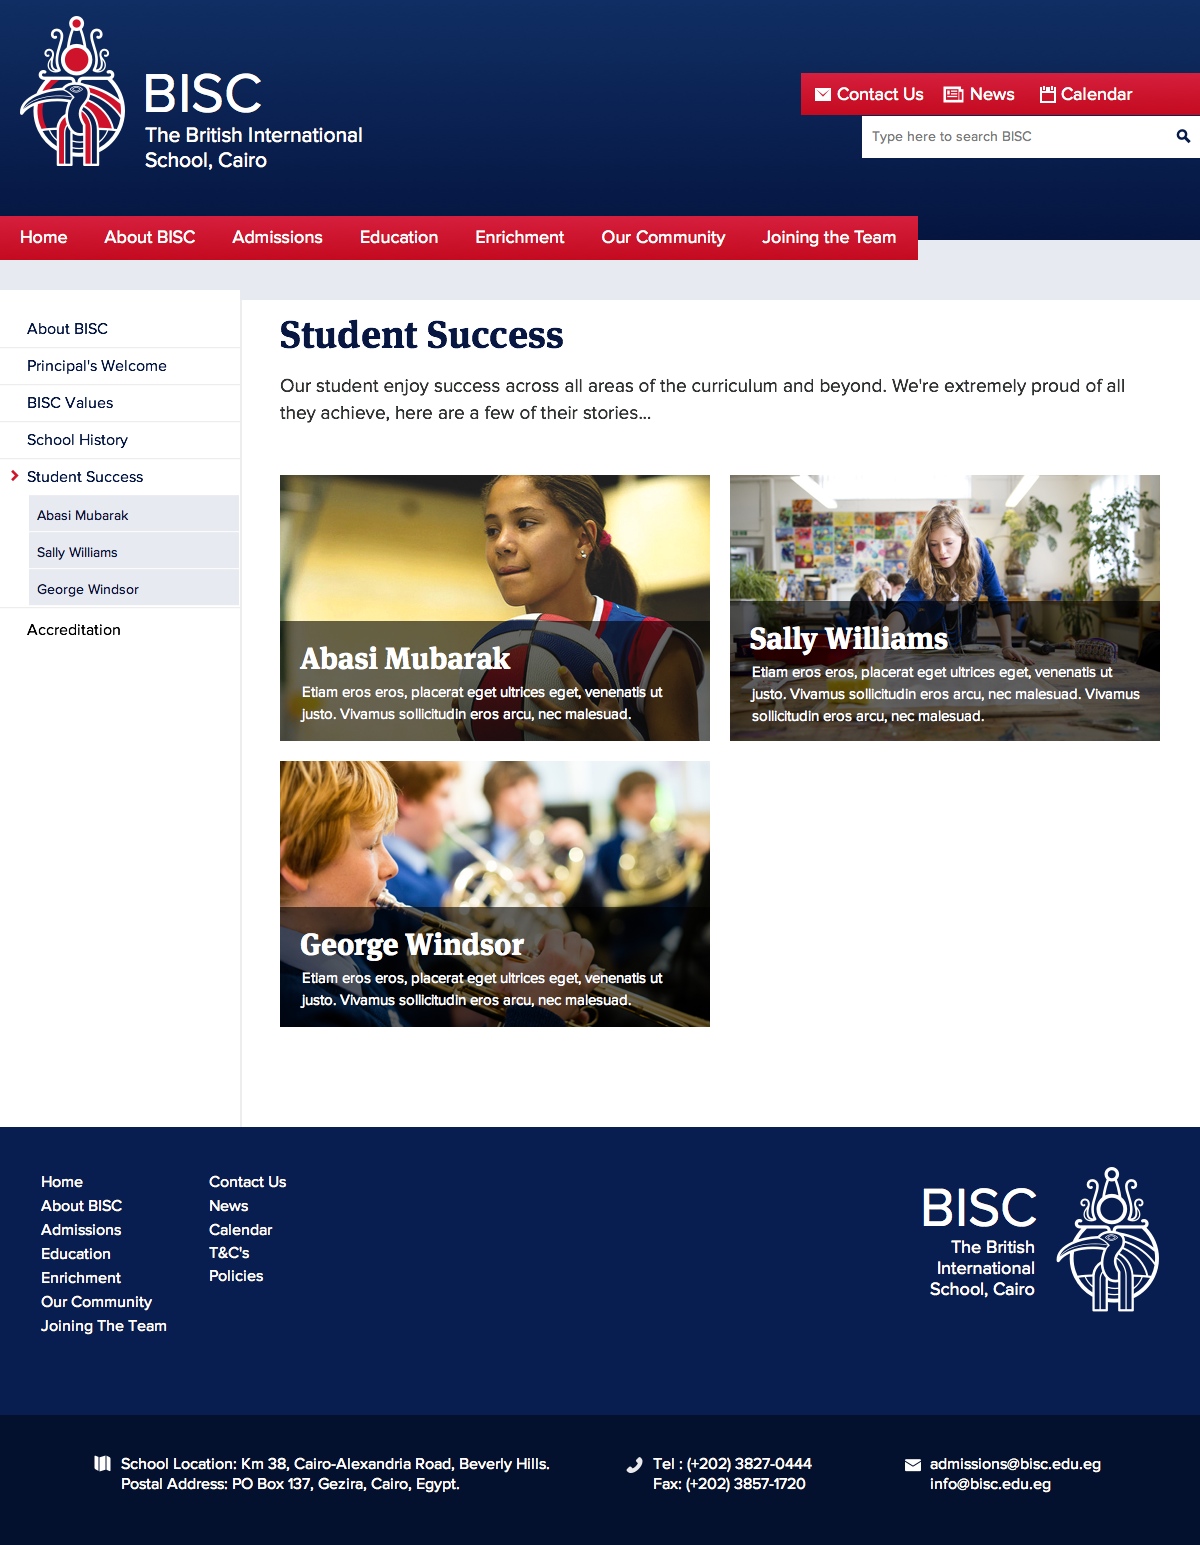 BISC
The British International
School, Cairo
Contact Us News Calendar
Type here to search BISC
Home About BISC Admissions Education Enrichment Our Community Joining the Team
About BISC
Principal's Welcome
BISC Values
School History
Student Success
Abasi Mubarak
Sally Williams
George Windsor
Accreditation
Student Success
Our student enjoy success across all areas of the curriculum and beyond. We're extremely proud of all
they achieve, here are a few of their stories...
Abasi Mubarak
Etiam eros eros, placerat eget ultrices eget, venenatis ut
justo. Vivamus sollicitudin eros arcu, nec malesuad.
Sally Williams
Etiam eros eros, placerat eget ultrices eget, venenatis ut
justo. Vivamus sollicitudin eros arcu, nec malesuad. Vivamus
sollicitudin eros arcu, nec malesuad.
George Windsor
Etiam eros eros, placerat eget ultrices eget, venenatis ut
justo. Vivamus sollicitudin eros arcu, nec malesuad.
Home
About BISC
Admissions
Education
Enrichment
Our Community
Joining The Team
Contact Us
News
Calendar
T&C's
Policies
BISC
The British
International
School, Cairo
School Location: Km 38, Cairo-Alexandria Road, Beverly Hills.
Postal Address: PO Box 137, Gezira, Cairo, Egypt.
Tel : (+202) 3827-0444
Fax: (+202) 3857-1720
admissions@bisc.edu.eg
info@bisc.edu.eg